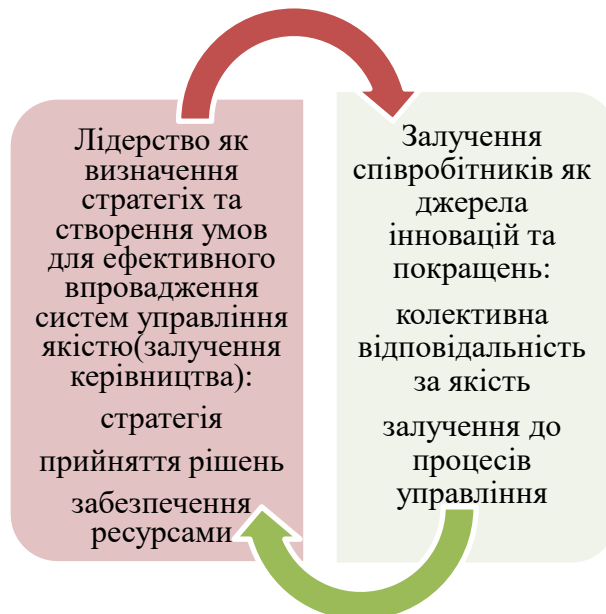 Лідерство як
визначення
стратегіх та
створення умов
для ефективного
впровадження
систем управління
якістю(залучення
керівництва):
стратегія
прийняття рішень
забезпечення
ресурсами
Залучення
співробітників як
джерела
інновацій та
покращень:
колективна
відповідальність
за якість
залучення до
процесів
управління